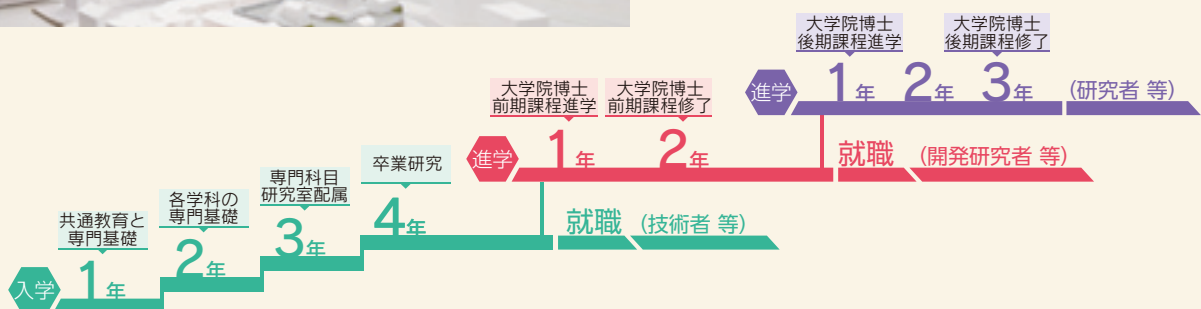 入学
共通教育と
専門基礎
1年
各学科の
専門基礎
2年
専門科目
研究室配属
3年
卒業研究
4年
就職 (技術者 等)
進学
大学院博士
前期課程進学
1年
大学院博士
前期課程修了
2年
就職 (開発研究者 等)
進学
大学院博士
後期課程進学
1年
2年
大学院博士
後期課程修了
3年
(研究者 等)